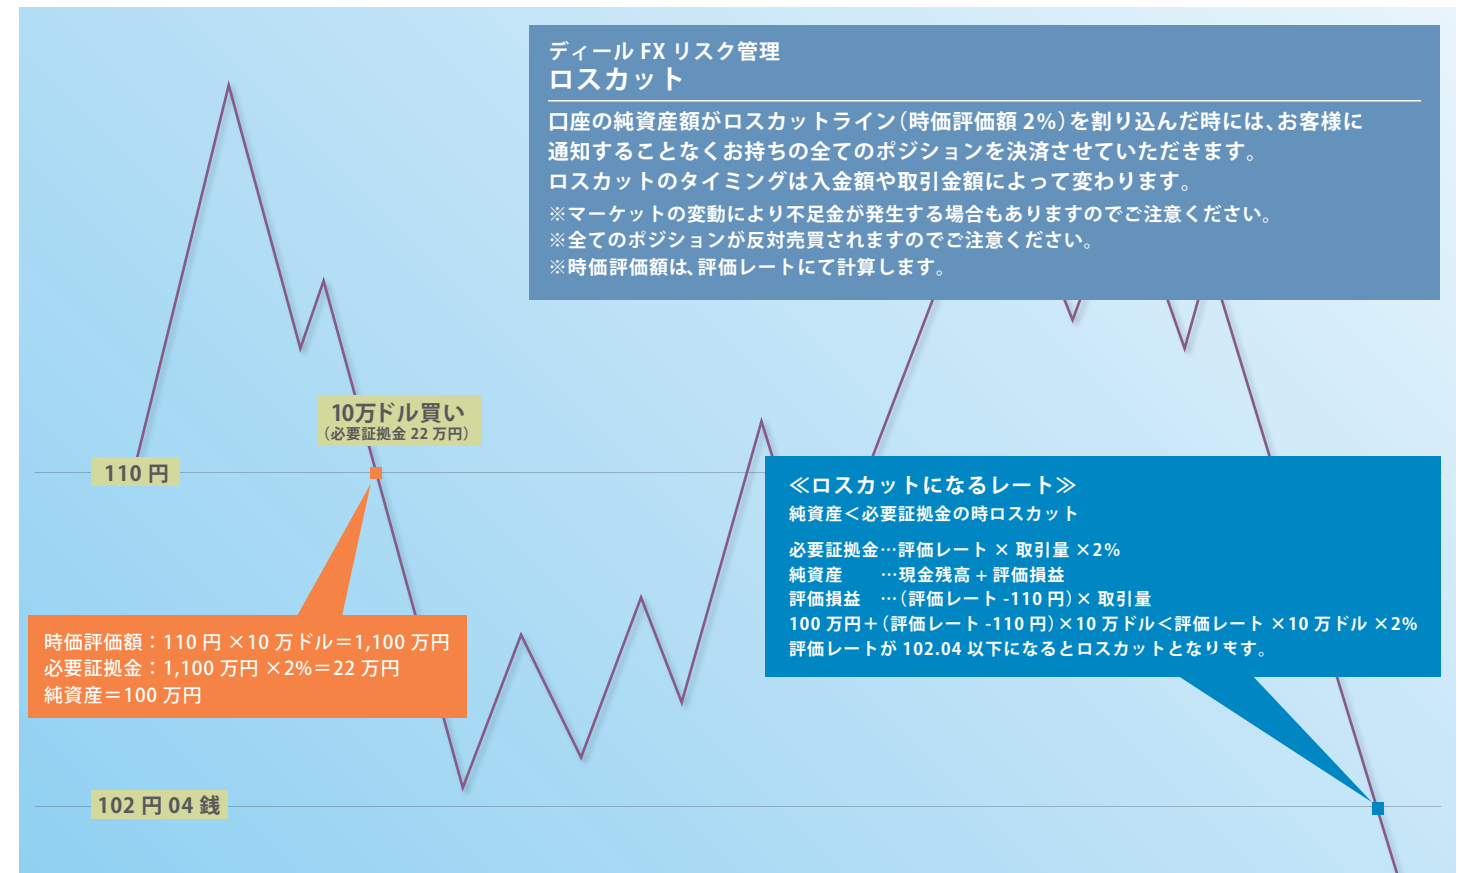 ディール FX リスク管理
ロスカット
口座の純資産額がロスカットライン（時価評価額 2%）を割り込んだ時には、お客様に
通知することなくお持ちの全てのポジションを決済させていただきます。
ロスカットのタイミングは入金額や取引金額によって変わります。
※マーケットの変動により不足金が発生する場合もありますのでご注意ください。
※全てのポジションが反対売買されますのでご注意ください。
※時価評価額は、評価レートにて計算します。
10万ドル買い
（必要証拠金 22 万円）
110 円
≪ロスカットになるレート≫
純資産＜必要証拠金の時ロスカット
必要証拠金…評価レート × 取引量 ×2%
純資産　　…現金残高 + 評価損益
評価損益　…（評価レート -110 円）× 取引量
100 万円＋（評価レート -110 円）×10 万ドル＜評価レート ×10 万ドル ×2%
評価レートが 102.04 以下になるとロスカットとなります。
時価評価額：110 円 ×10 万ドル＝1,100 万円
必要証拠金：1,100 万円 ×2%＝22 万円
純資産＝100 万円
102 円 04 銭